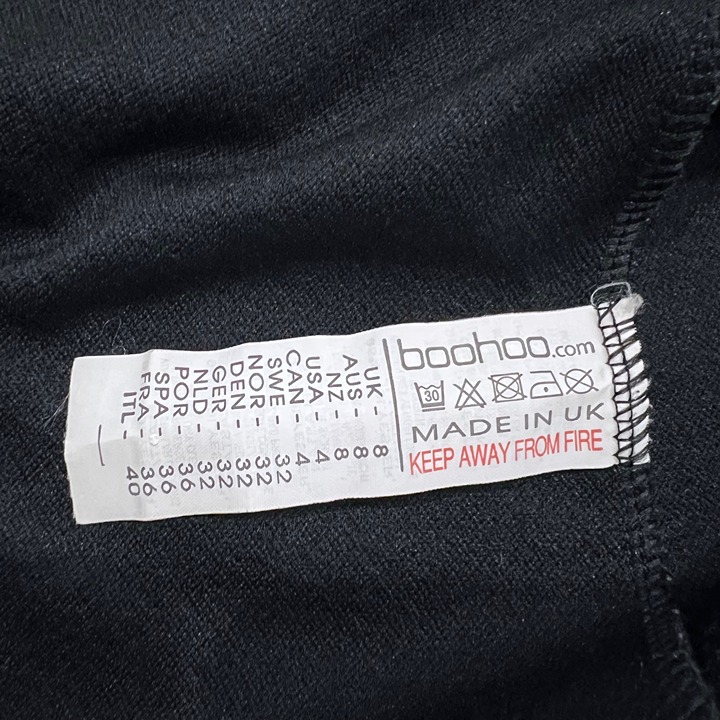 boohoo.com
30
MADE IN UK
KEEP AWAY FROM FIRE
UK - 8
AUS - 8
NZ - 8
USA - 4
CAN - 4
SWE - 32
NOR - 32
DEN - 32
GER - 32
NLD - 32
POR - 36
SPA - 36
FRA - 36
ITL - 40